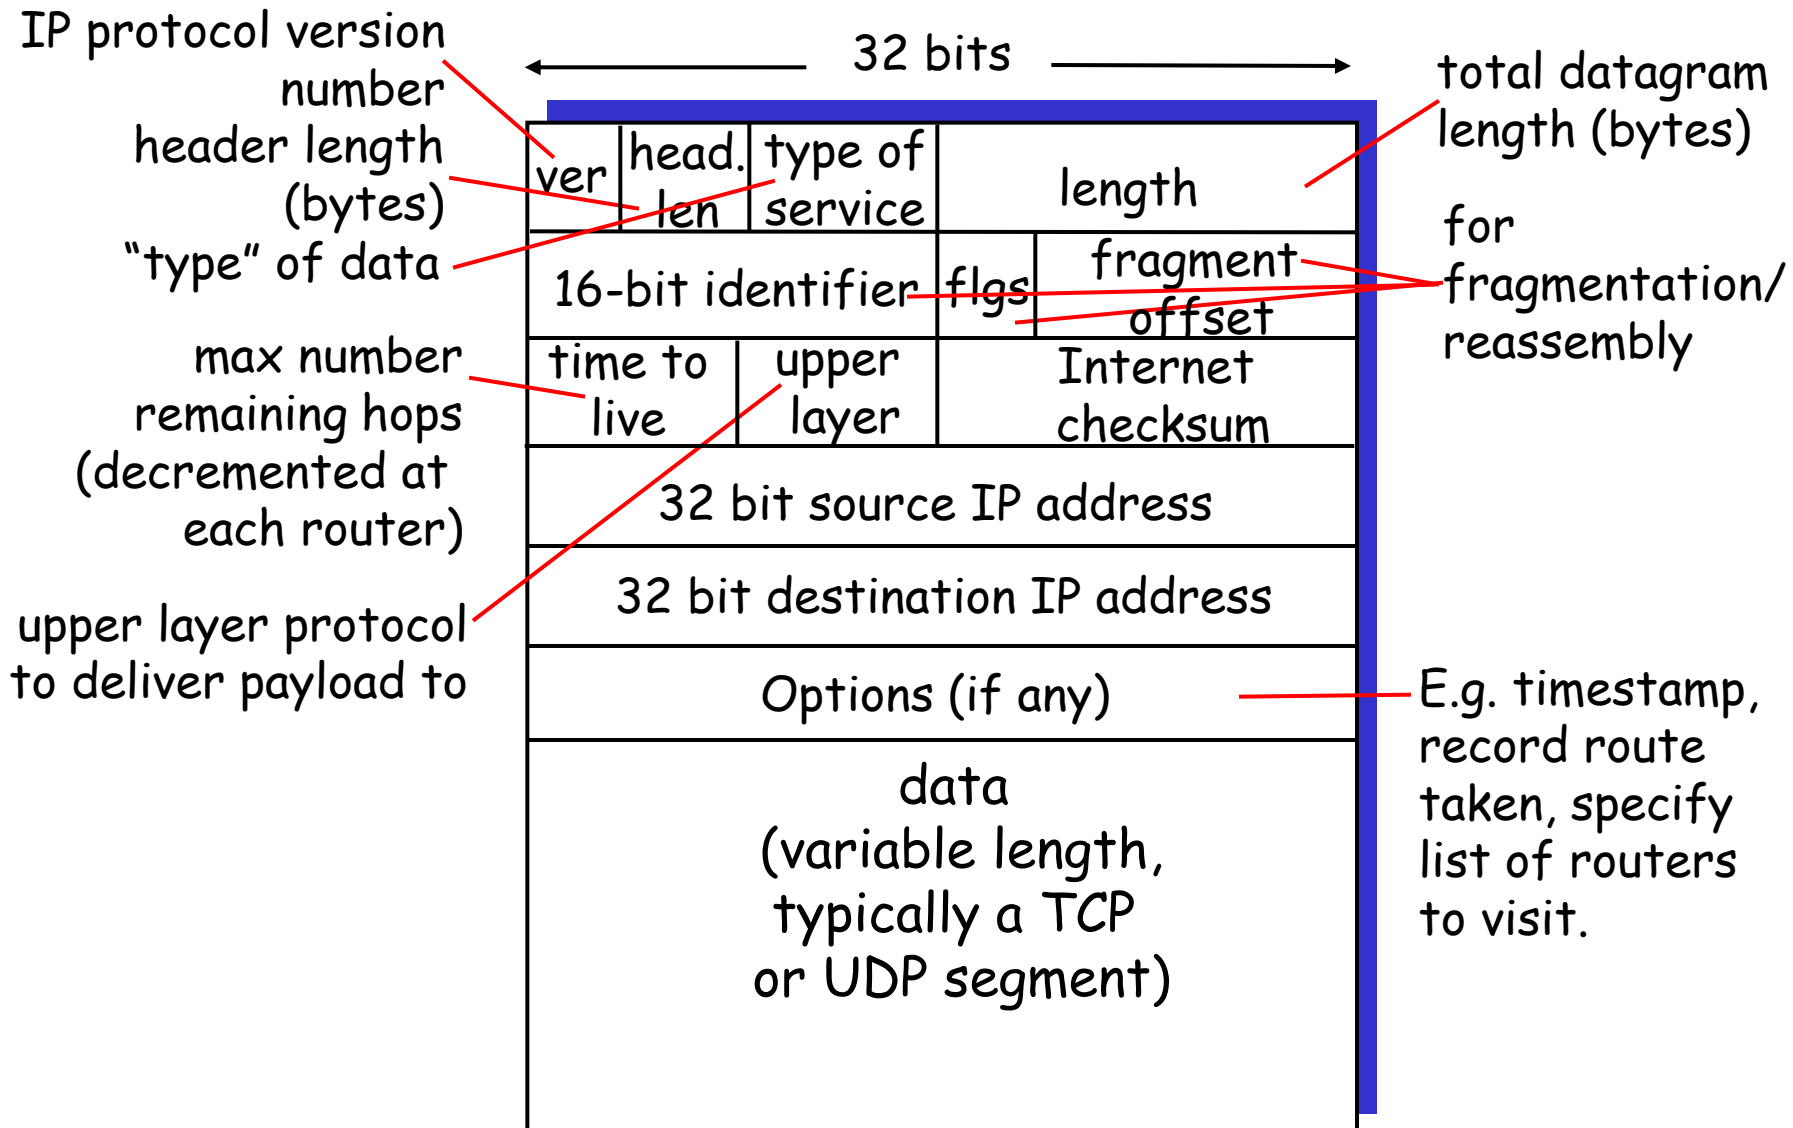 IP protocol version
number
header length
(bytes)
“type” of data
max number
remaining hops
(decremented at
each router)
upper layer protocol
to deliver payload to
32 bits
ver
head.
len
type of
service
length
16-bit identifier
flgs
fragment
offset
time to
live
upper
layer
Internet
checksum
32 bit source IP address
32 bit destination IP address
Options (if any)
data
(variable length,
typically a TCP
or UDP segment)
total datagram
length (bytes)
for
fragmentation/
reassembly
E.g. timestamp,
record route
taken, specify
list of routers
to visit.